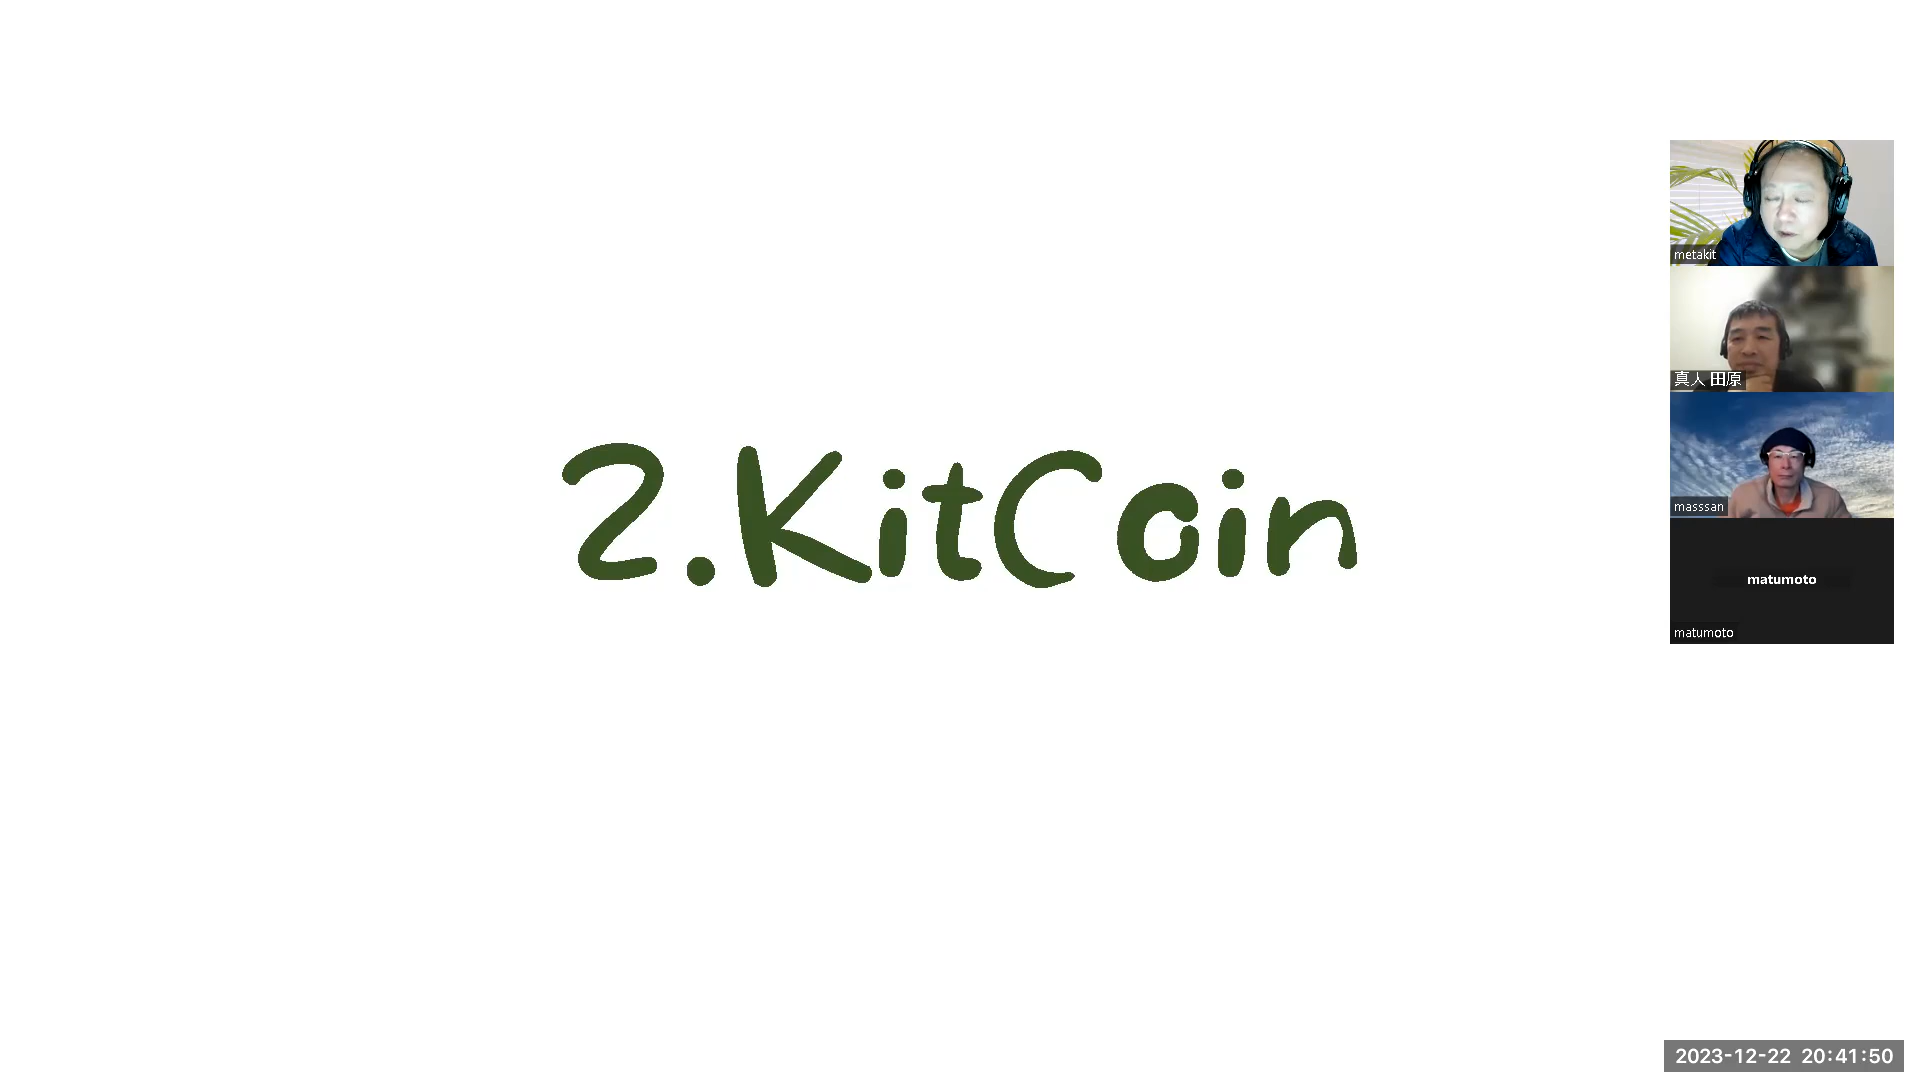 2.KitCoin
metakit
真人 田原
masssan
matumoto
matumoto
2023-12-22 20:41:50